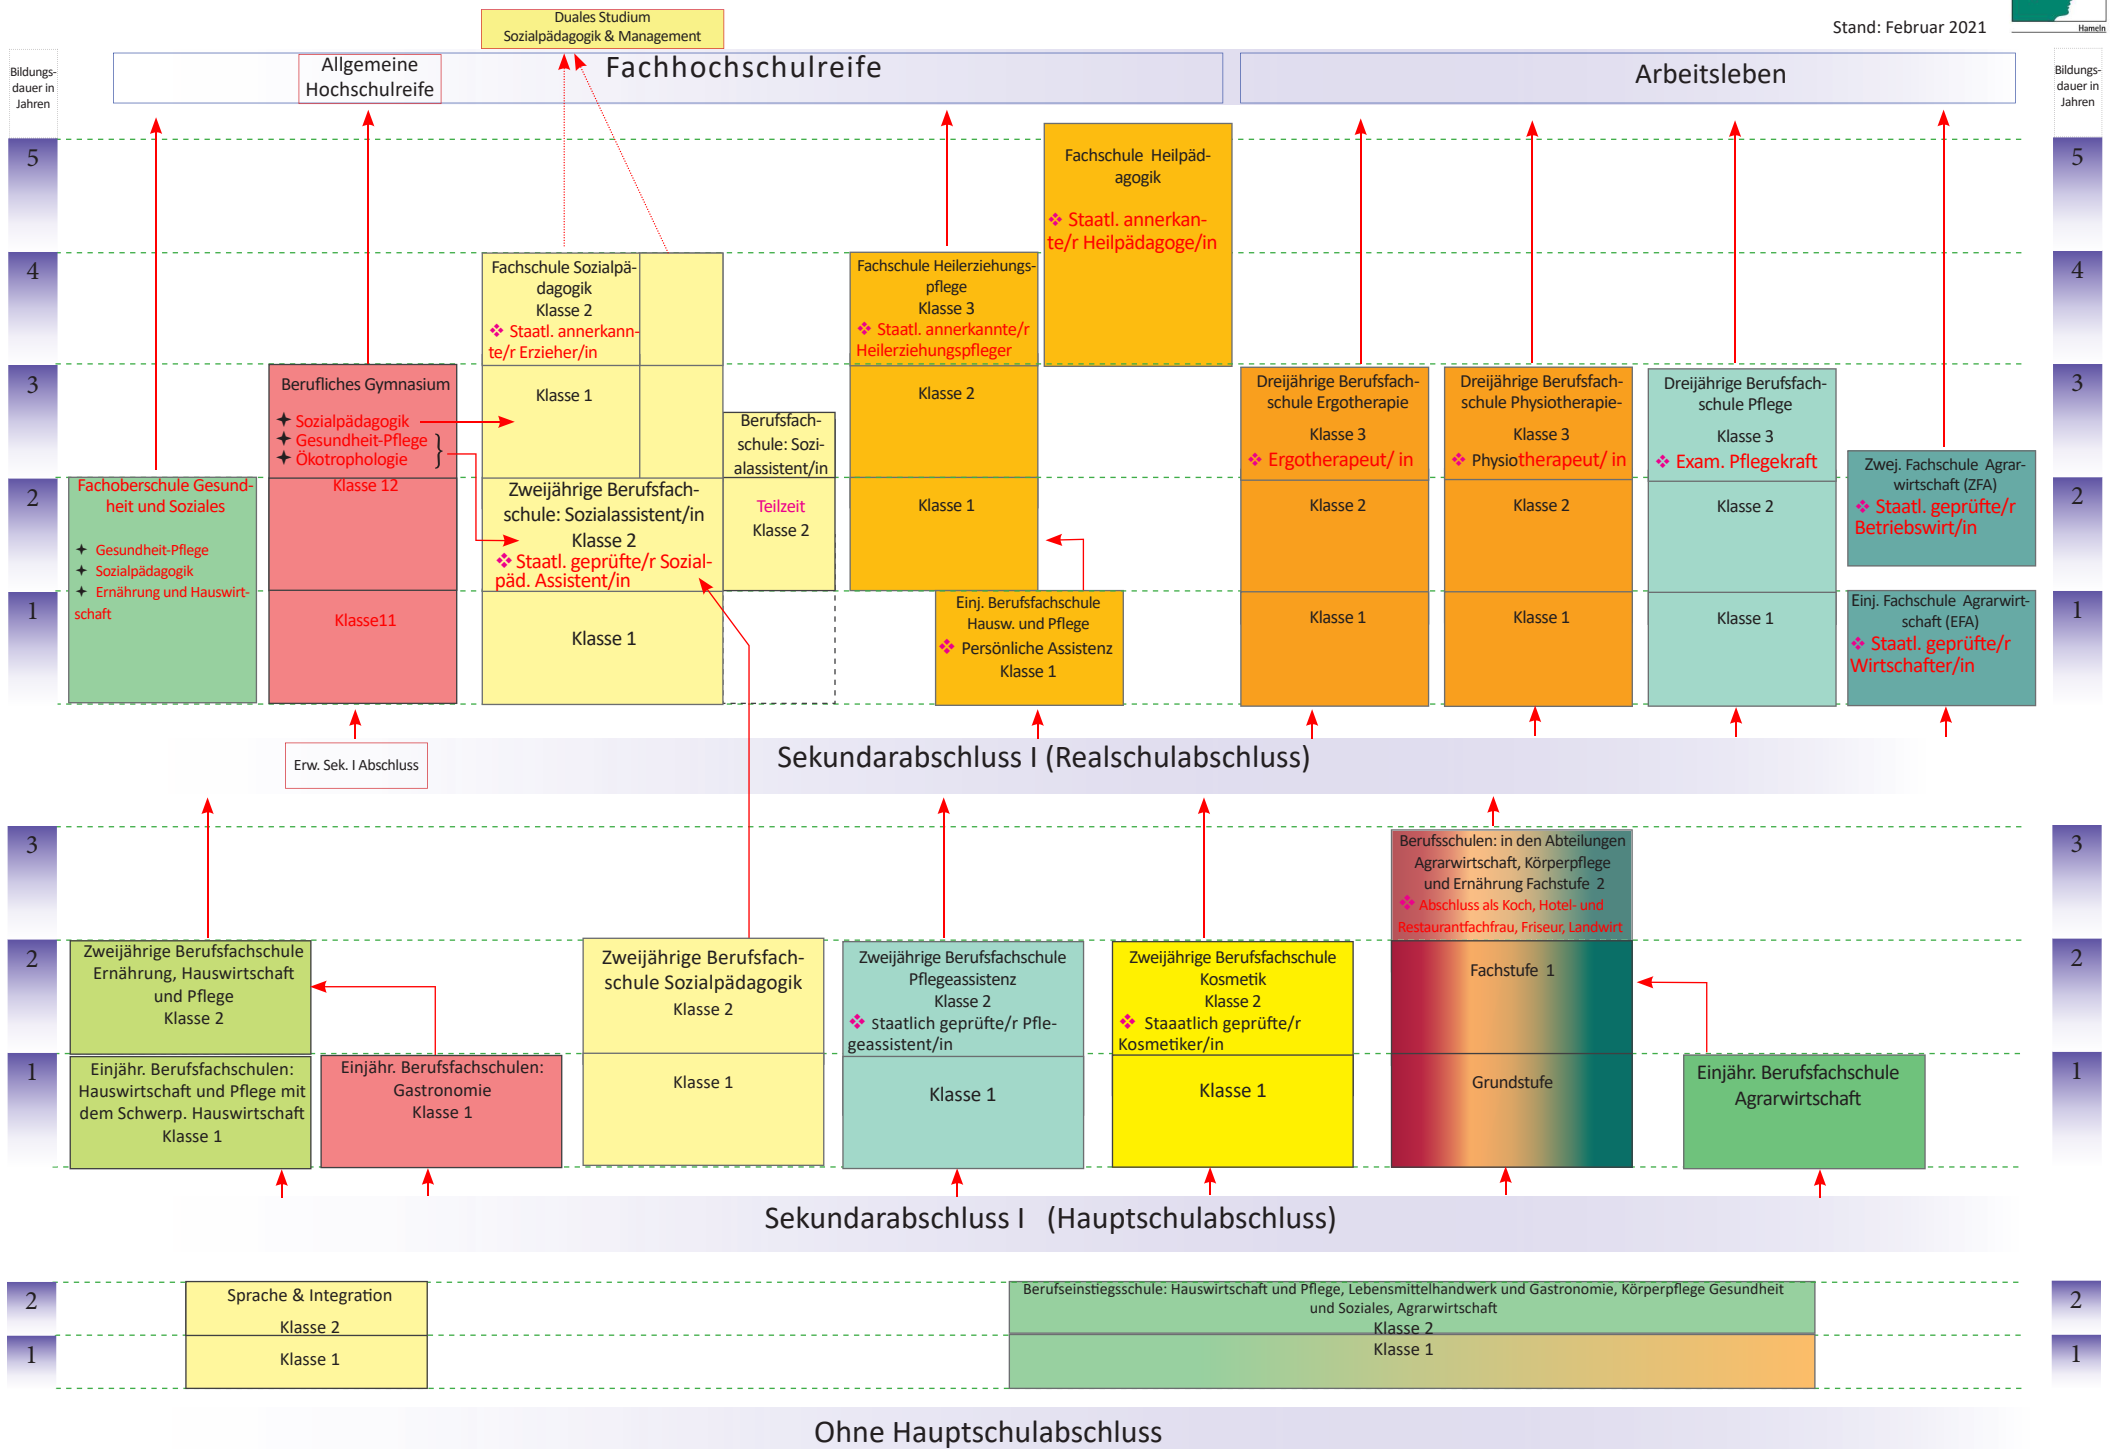 Duales Studium
Sozialpädagogik & Management
Stand: Februar 2021
Hameln
Bildungs-
dauer in
Jahren
Allgemeine
Hochschulreife
Fachhochschulreife
Arbeitsleben
Bildungs-
dauer in
Jahren
5
4
3
2
1
Fachoberschule Gesund-
heit und Soziales
Gesundheit-Pflege
Sozialpädagogik
Ernährung und Hauswirt-
schaft
Berufliches Gymnasium
Sozialpädagogik
Gesundheit-Pflege
Ökotrophologie
Klasse 12
Klasse11
Fachschule Sozialpä-
dagogik
Klasse 2
❖ Staatl. annerkann-
te/r Erzieher/in
Klasse 1
Zweijährige Berufsfach-
schule: Sozialassistent/in
Klasse 2
❖ Staatl. geprüfte/r Sozial-
päd. Assistent/in
Klasse 1
Berufsfach-
schule: Sozi-
alassistent/in
Teilzeit
Klasse 2
Fachschule Heilerziehungs-
pflege
Klasse 3
❖ Staatl. annerkannte/r
Heilerziehungspfleger
Klasse 2
Klasse 1
Einj. Berufsfachschule
Hausw. und Pflege
❖ Persönliche Assistenz
Klasse 1
Fachschule Heilpäd-
agogik
❖ Staatl. annerkan-
te/r Heilpädagoge/in
Dreijährige Berufsfach-
schule Ergotherapie
Klasse 3
❖ Ergotherapeut/ in
Klasse 2
Klasse 1
Dreijährige Berufsfach-
schule Physiotherapie-
Klasse 3
❖ Physiotherapeut/ in
Klasse 2
Klasse 1
Dreijährige Berufsfach-
schule Pflege
Klasse 3
❖ Exam. Pflegekraft
Klasse 2
Klasse 1
Zwej. Fachschule Agrar-
wirtschaft (ZFA)
❖ Staatl. geprüfte/r
Betriebswirt/in
Einj. Fachschule Agrarwirt-
schaft (EFA)
❖ Staatl. geprüfte/r
Wirtschafter/in
5
4
3
2
1
Erw. Sek. I Abschluss
Sekundarabschluss I (Realschulabschluss)
3
2
1
Zweijährige Berufsfachschule
Ernährung, Hauswirtschaft
und Pflege
Klasse 2
Einjähr. Berufsfachschulen:
Hauswirtschaft und Pflege mit
dem Schwerp. Hauswirtschaft
Klasse 1
Einjähr. Berufsfachschulen:
Gastronomie
Klasse 1
Zweijährige Berufsfach-
schule Sozialpädagogik
Klasse 2
Klasse 1
Zweijährige Berufsfachschule
Pflegeassistenz
Klasse 2
❖ Staatlich geprüfte/r Pfle-
geassistent/in
Klasse 1
Zweijährige Berufsfachschule
Kosmetik
Klasse 2
❖ Staaatlich geprüfte/r
Kosmetiker/in
Klasse 1
Berufsschulen: in den Abteilungen
Agrarwirtschaft, Körperpflege
und Ernährung Fachstufe 2
❖ Abschluss als Koch, Hotel- und
Restaurantfachfrau, Friseur, Landwirt
Fachstufe 1
Grundstufe
Einjähr. Berufsfachschule
Agrarwirtschaft
3
2
1
Sekundarabschluss I (Hauptschulabschluss)
2
1
Sprache & Integration
Klasse 2
Klasse 1
Berufseinstiegsschule: Hauswirtschaft und Pflege, Lebensmittelhandwerk und Gastronomie, Körperpflege Gesundheit
und Soziales, Agrarwirtschaft
Klasse 2
Klasse 1
2
1
Ohne Hauptschulabschluss